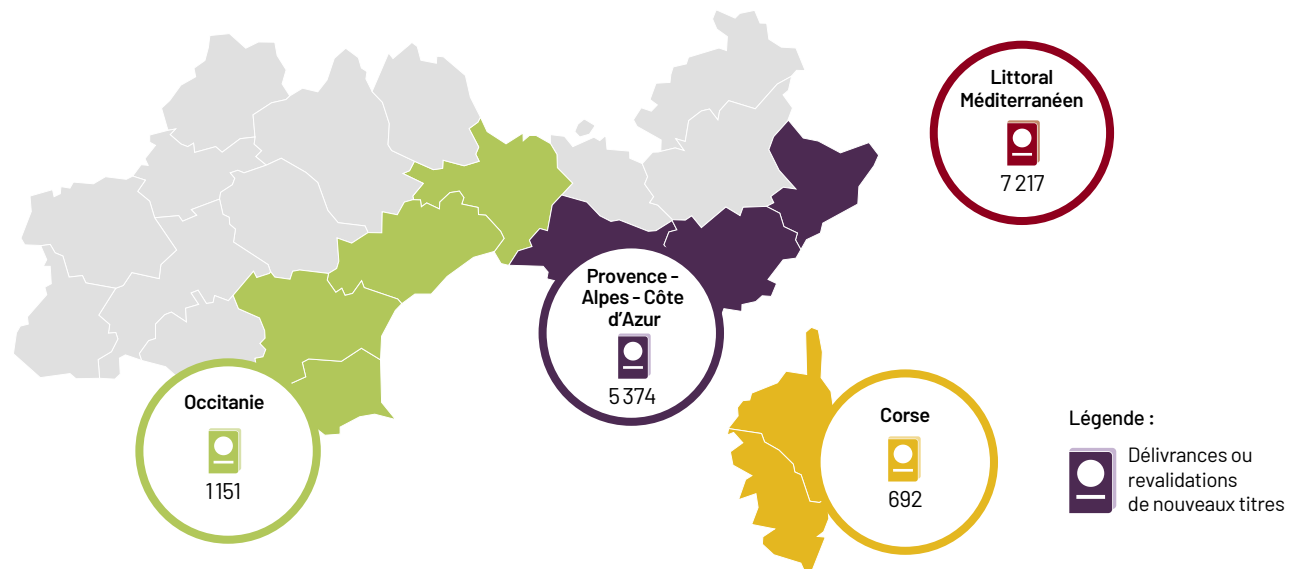 Littoral
Méditerranéen
7 217
Provence -
Alpes - Côte
d’Azur
5 374
Occitanie
1 151
Corse
692
Légende :
Délivrances ou
revalidations
de nouveaux titres